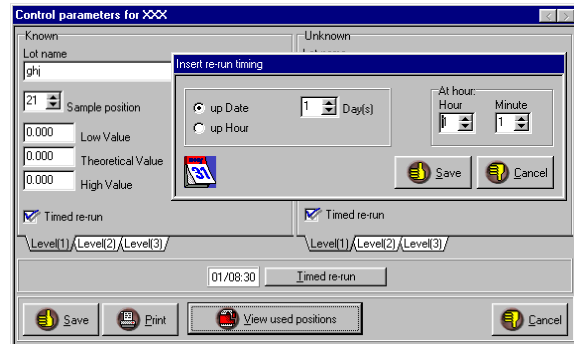 Control parameters for XXX
Known
Unknown
Lot name
ghj
Insert re-run timing
21 Sample position
up Date
1 Day(s)
up Hour
At hour:
Hour Minute
1
0.000 Low Value
0.000 Theoretical Value
0.000 High Value
31
Save
Cancel
Timed re-run
Timed re-run
\Level(1)/\Level(2)/\Level(3)/
\Level(1)/\Level(2)/\Level(3)/
01/08:30 Timed re-run
Save Print View used positions Cancel